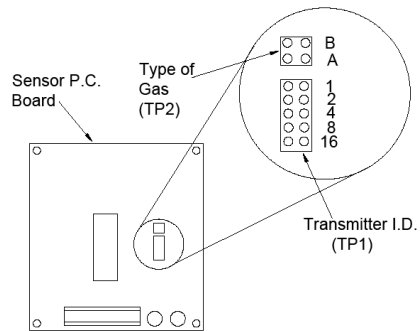 Sensor P.C.
Board
Type of
Gas
(TP2)
B
A
1
2
4
8
16
Transmitter I.D.
(TP1)